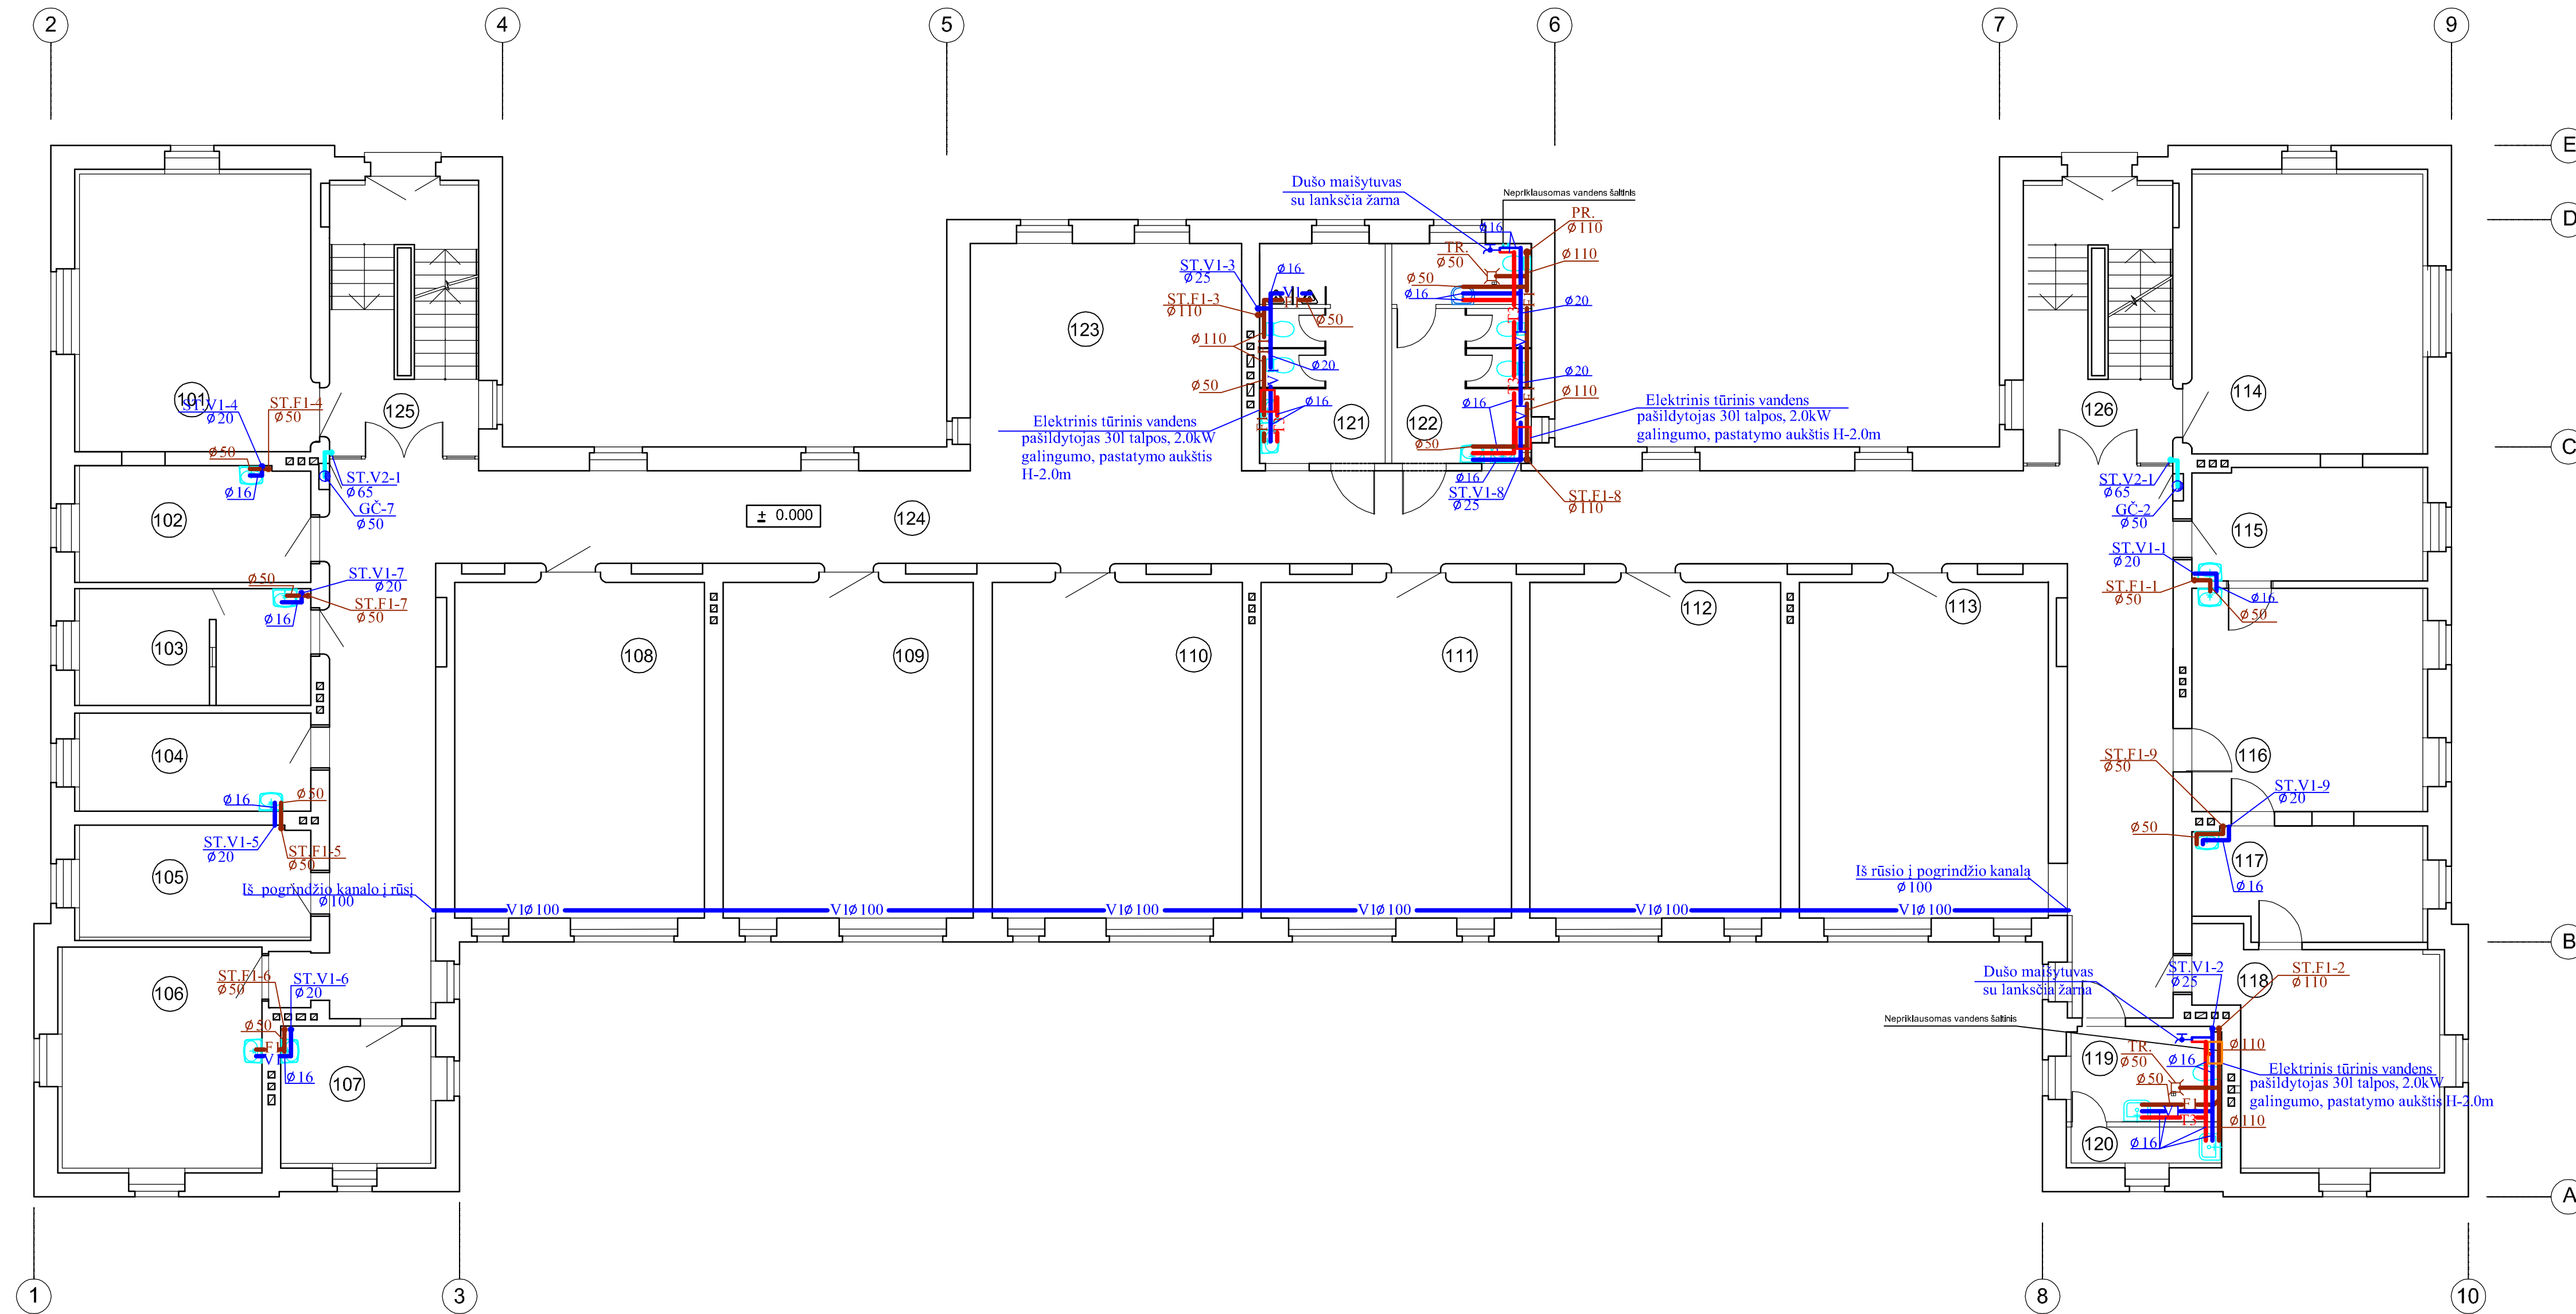 2
4
5
6
7
9
E
D
C
B
A
Dušo maišytuvas
su lanksčia žarna
Nepriklausomas vandens šaltinis
PR.
ø110
ø16
TR.
ø50
ø110
ø50
ø16
ø20
ST.V1-3
ø25
ø16
ST.F1-3
ø110
V1
F1
ø50
ø110
ø20
ø50
ø16
ø20
ø110
ø16
ø50
ø16
T3
T3
Elektrinis tūrinis vandens
pašildytojas 30l talpos, 2.0kW
galingumo, pastatymo aukštis
H-2.0m
Elektrinis tūrinis vandens
pašildytojas 30l talpos, 2.0kW
galingumo, pastatymo aukštis H-2.0m
ST.V1-8
ø25
ST.F1-8
ø110
101
ST.V1-4
ø20
ST.F1-4
ø50
125
ø50
ø16
ST.V2-1
ø65
GČ-7
ø50
102
123
121
122
124
± 0.000
126
114
ST.V2-1
ø65
GČ-2
ø50
115
ST.V1-1
ø20
ST.F1-1
ø50
ø16
ø50
ø50
ST.V1-7
ø20
ST.F1-7
ø50
ø16
103
108
109
110
111
112
113
104
ø16
ø50
ST.V1-5
ø20
ST.F1-5
ø50
105
116
ST.F1-9
ø50
ST.V1-9
ø20
ø50
117
ø16
Iš pogrindžio kanalo į rūsį
ø100
V1ø100
V1ø100
V1ø100
V1ø100
V1ø100
V1ø100
Iš rūsio į pogrindžio kanala
ø100
106
ST.F1-6
ø50
ST.V1-6
ø20
ø50
F1
V1
ø16
107
Dušo maišytuvas
su lanksčia žarna
Nepriklausomas vandens šaltinis
ST.V1-2
ø25
118
ST.F1-2
ø110
119
TR.
ø50
ø16
ø110
ø50
F1
V1
T3
Elektrinis tūrinis vandens
pašildytojas 30l talpos, 2.0kW
galingumo, pastatymo aukštis H-2.0m
ø110
120
ø16
1
3
8
10